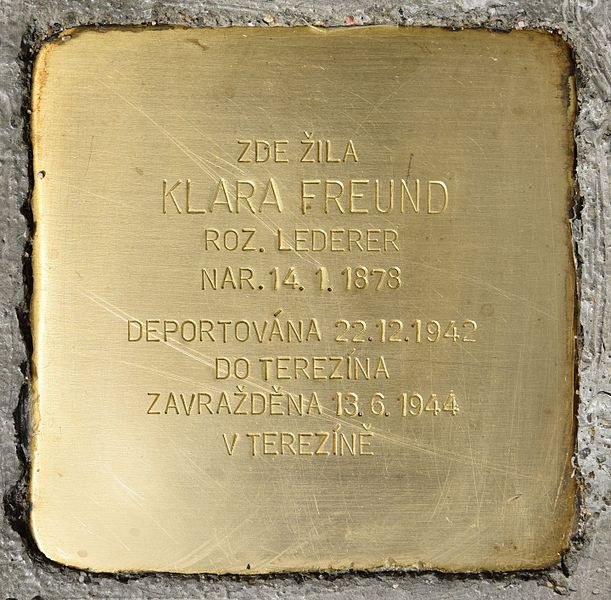 ZDE ŽILA
KLARA FREUND
ROZ. LEDERER
NAR. 14. 1. 1878
DEPORTOVÁNA 22.12.1942
DO TEREZÍNA
ZAVRAŽDĚNA 13. 6. 1944
V TEREZÍNĚ